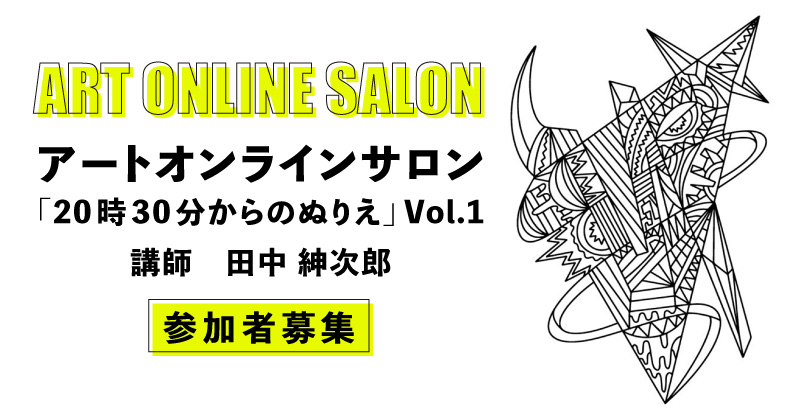 ART ONLINE SALON
アートオンラインサロン
「20時30分からのぬりえ」Vol.1
講師　田中 紳次郎
参加者募集